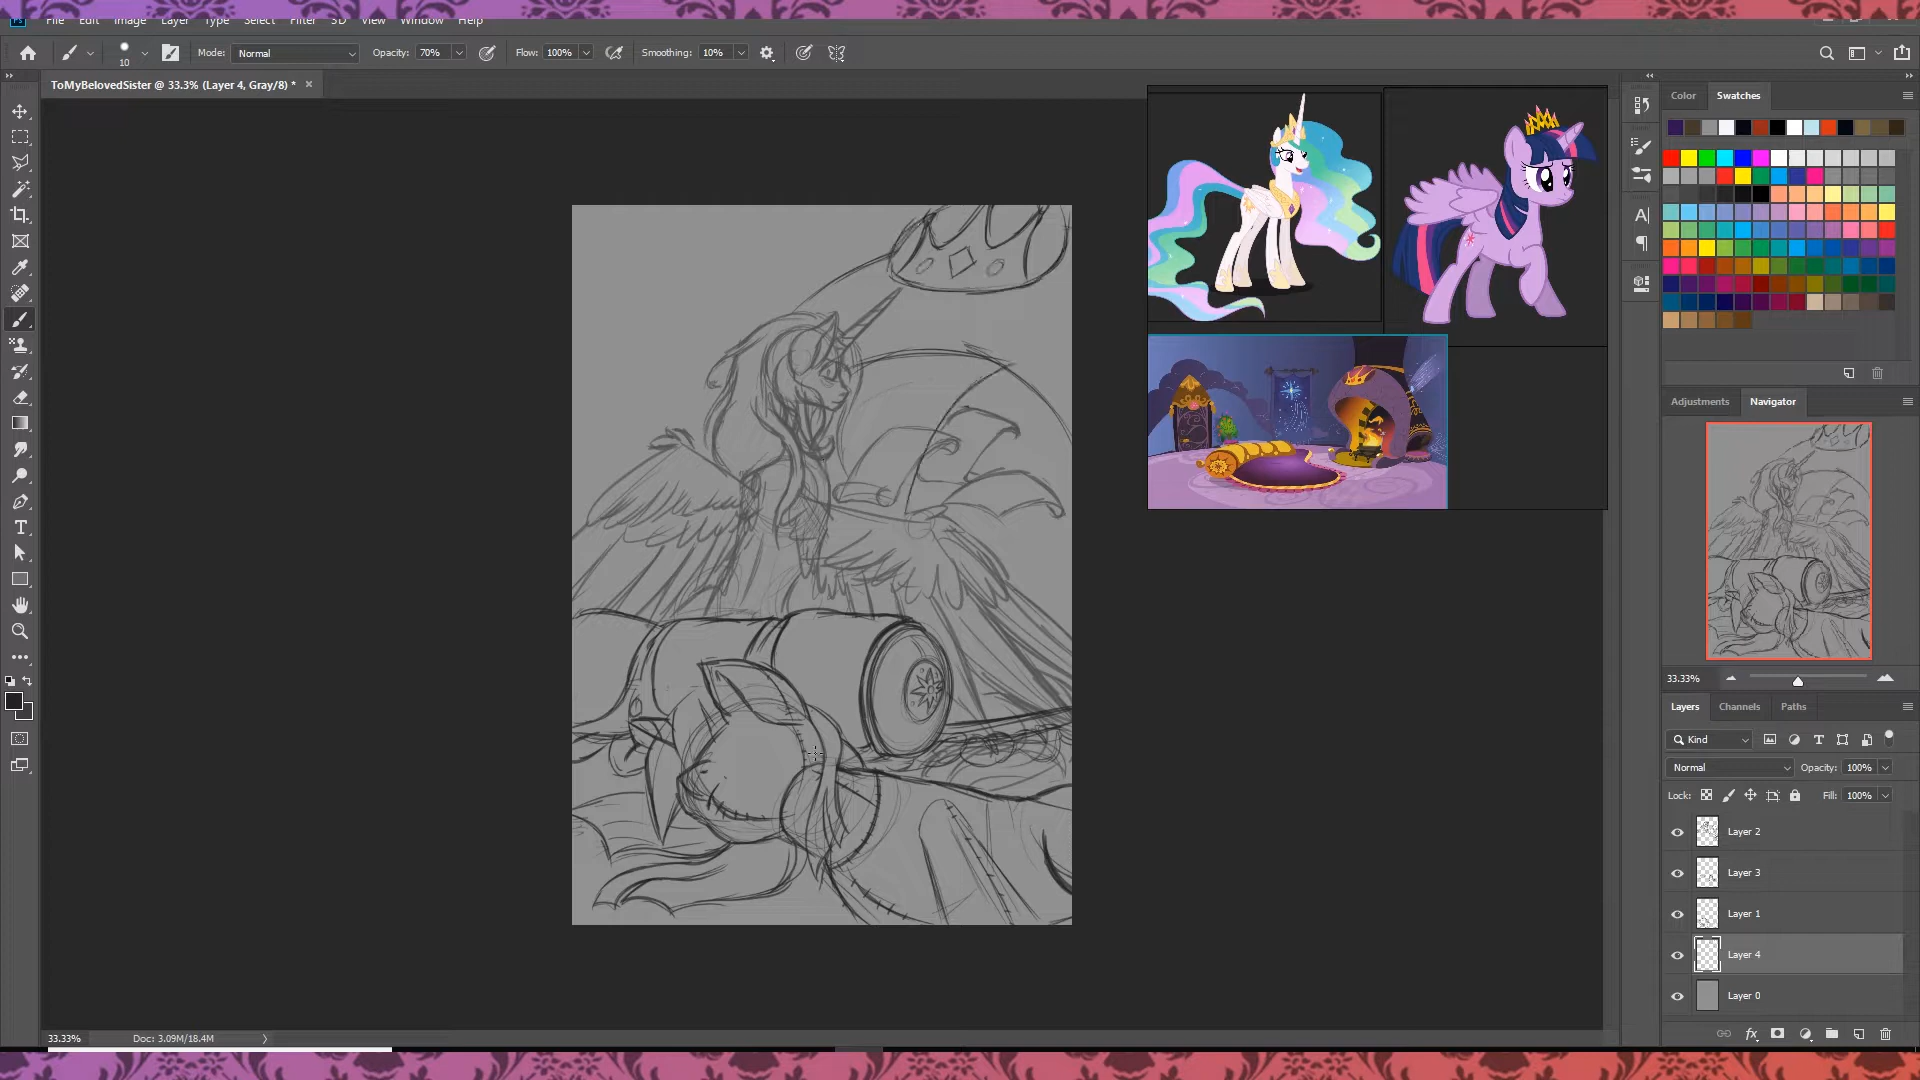 Ps File Edit Image Layer Type Select Filter 3D View Window Help
10 Mode: Normal Opacity: 70% Flow: 100% Smoothing: 10%
ToMyBelovedSister @ 33.3% (Layer 4, Gray/8) * ×
Color Swatches
Adjustments Navigator
33.33%
Layers Channels Paths
Kind
Normal Opacity: 100%
Lock: Fill: 100%
Layer 2
Layer 3
Layer 1
Layer 4
Layer 0
fx
33.33% Doc: 3.09M/18.4M